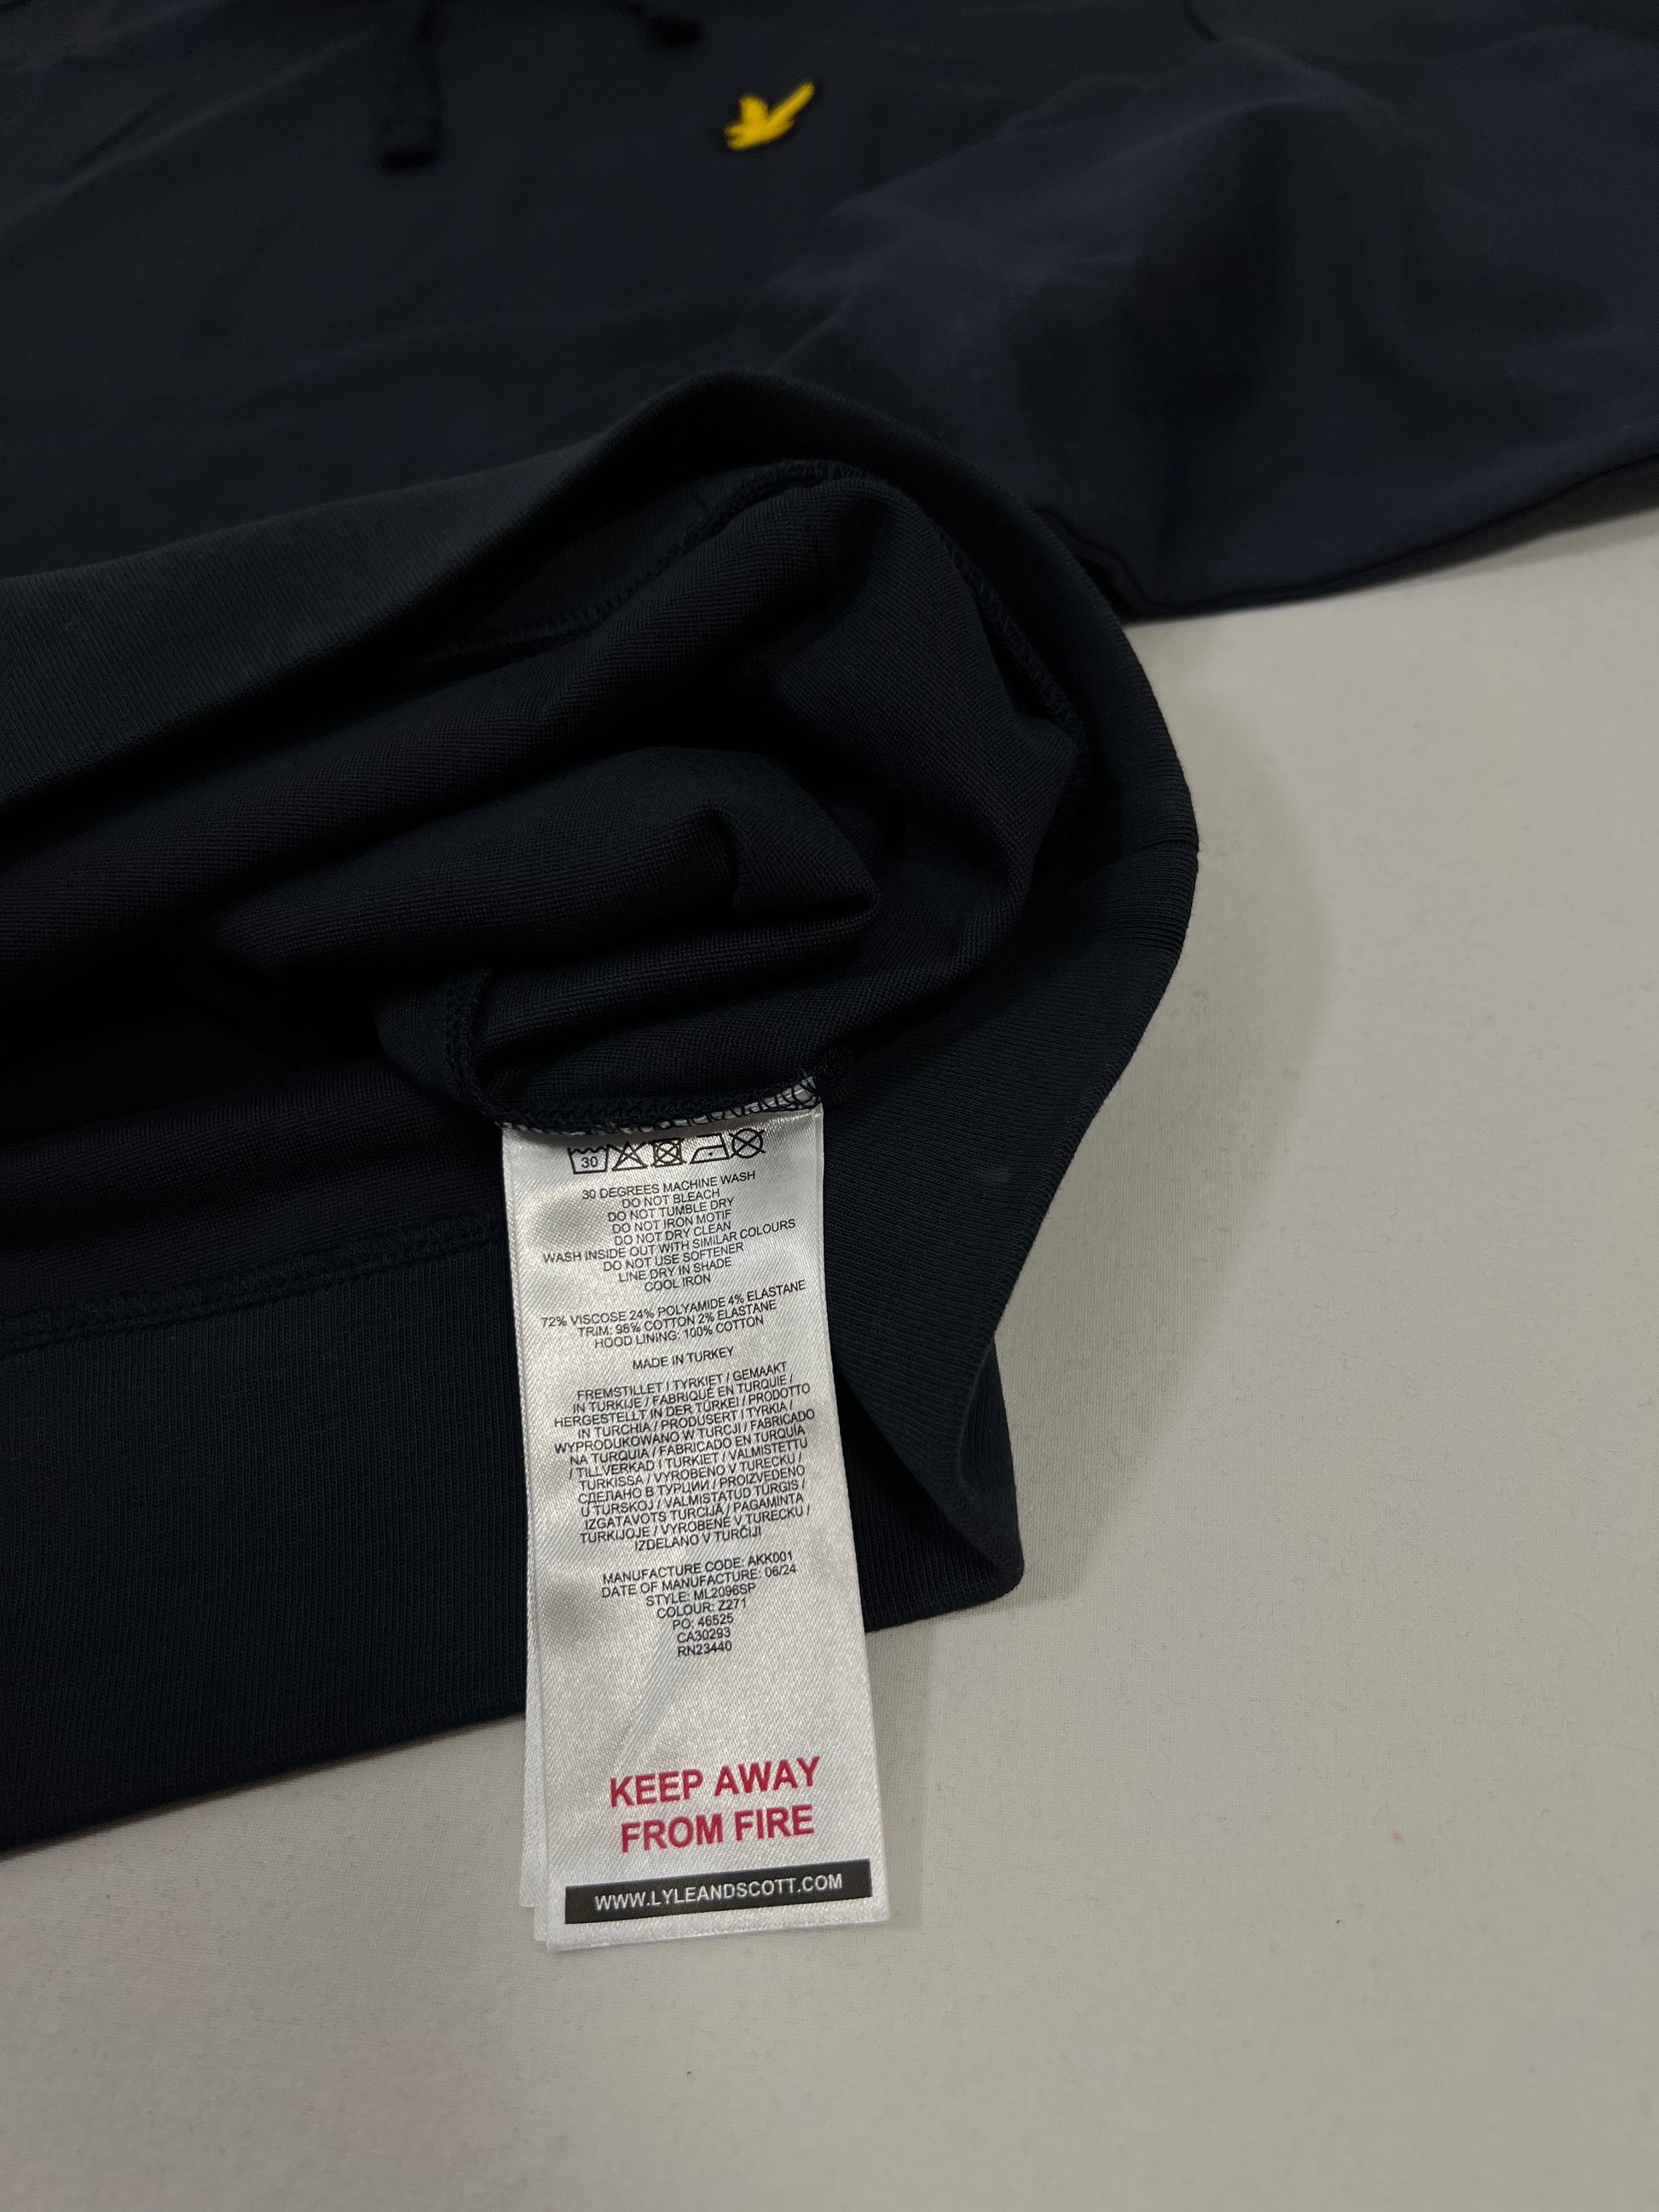 30
30 DEGREES MACHINE WASH
DO NOT BLEACH
DO NOT TUMBLE DRY
DO NOT IRON MOTIF
DO NOT DRY CLEAN
WASH INSIDE OUT WITH SIMILAR COLOURS
DO NOT USE SOFTENER
LINE DRY IN SHADE
COOL IRON
72% VISCOSE 24% POLYAMIDE 4% ELASTANE
TRIM: 98% COTTON 2% ELASTANE
HOOD LINING: 100% COTTON
MADE IN TURKEY
FREMSTILLET I TYRKIET / GEMAAKT
IN TURKIJE / FABRIQUÉ EN TURQUIE /
HERGESTELLT IN DER TÜRKEI / PRODOTTO
IN TURCHIA / PRODUSERT I TYRKIA /
WYPRODUKOWANO W TURCJI / FABRICADO
NA TURQUIA / FABRICADO EN TURQUÍA
/ TILLVERKAD I TURKIET / VALMISTETTU
TURKISSA / VYROBENO V TURECKU /
СДЕЛАНО В ТУРЦИИ / PROIZVEDENO
U TURSKOJ / VALMISTATUD TÜRGIS /
IZGATAVOTS TURCIJĀ / PAGAMINTA
TURKIJOJE / VYROBENÉ V TURECKU /
IZDELANO V TURČIJI
MANUFACTURE CODE: AKK001
DATE OF MANUFACTURE: 06/24
STYLE: ML2096SP
COLOUR: Z271
PO: 46525
CA30293
RN23440
KEEP AWAY
FROM FIRE
WWW.LYLEANDSCOTT.COM